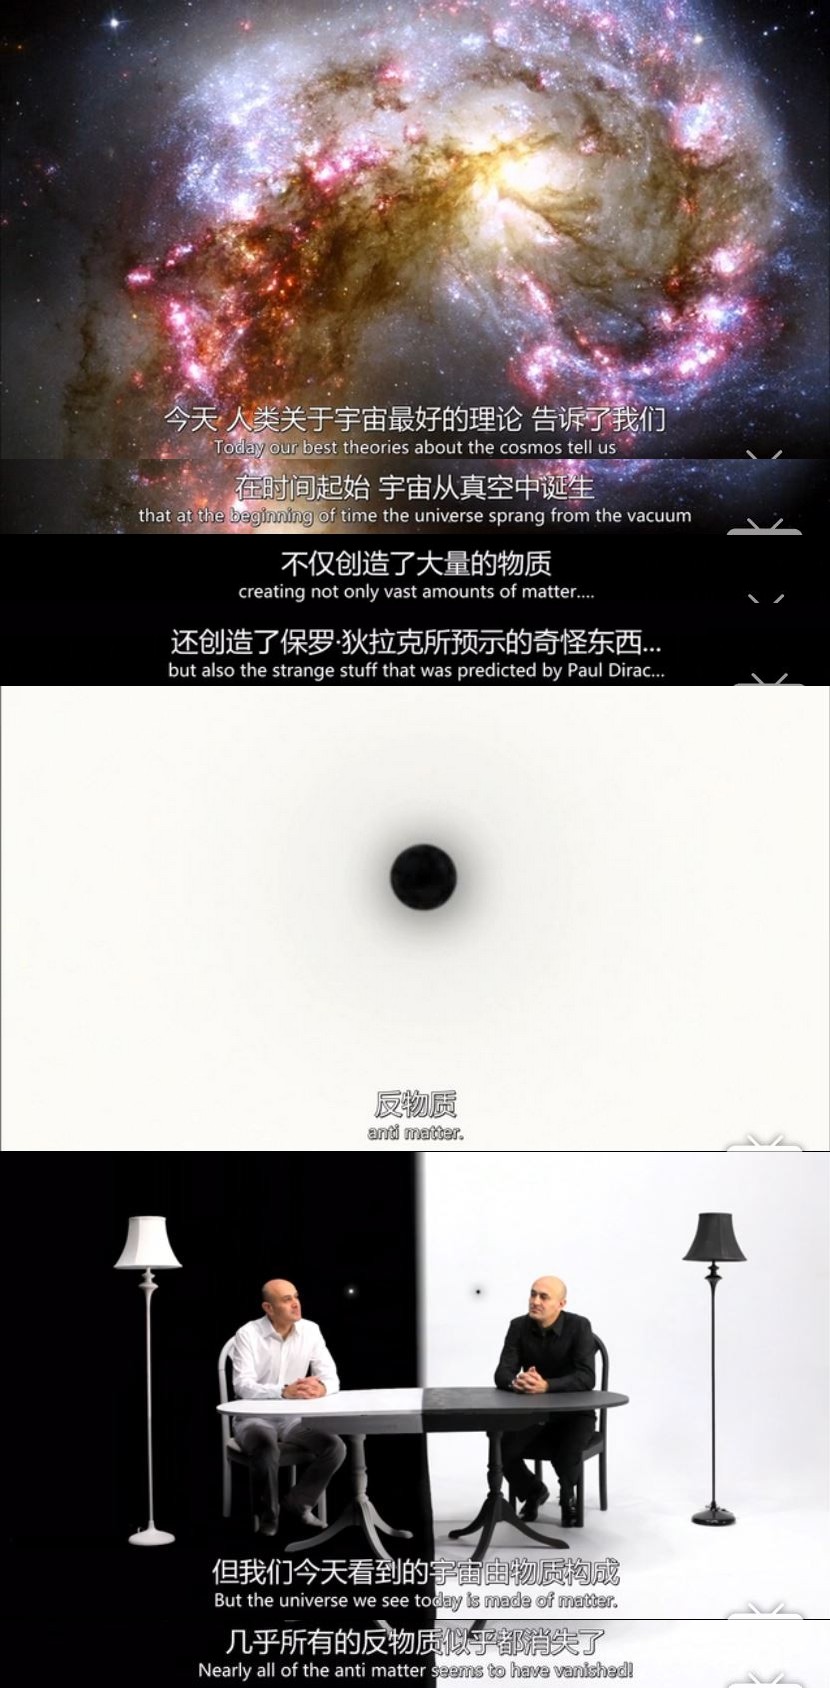 今天 人类关于宇宙最好的理论 告诉了我们
Today our best theories about the cosmos tell us
在时间起始 宇宙从真空中诞生
that at the beginning of time the universe sprang from the vacuum
不仅创造了大量的物质
creating not only vast amounts of matter....
还创造了保罗·狄拉克所预示的奇怪东西...
but also the strange stuff that was predicted by Paul Dirac...
反物质
anti matter.
但我们今天看到的宇宙由物质构成
But the universe we see today is made of matter.
几乎所有的反物质似乎都消失了
Nearly all of the anti matter seems to have vanished!